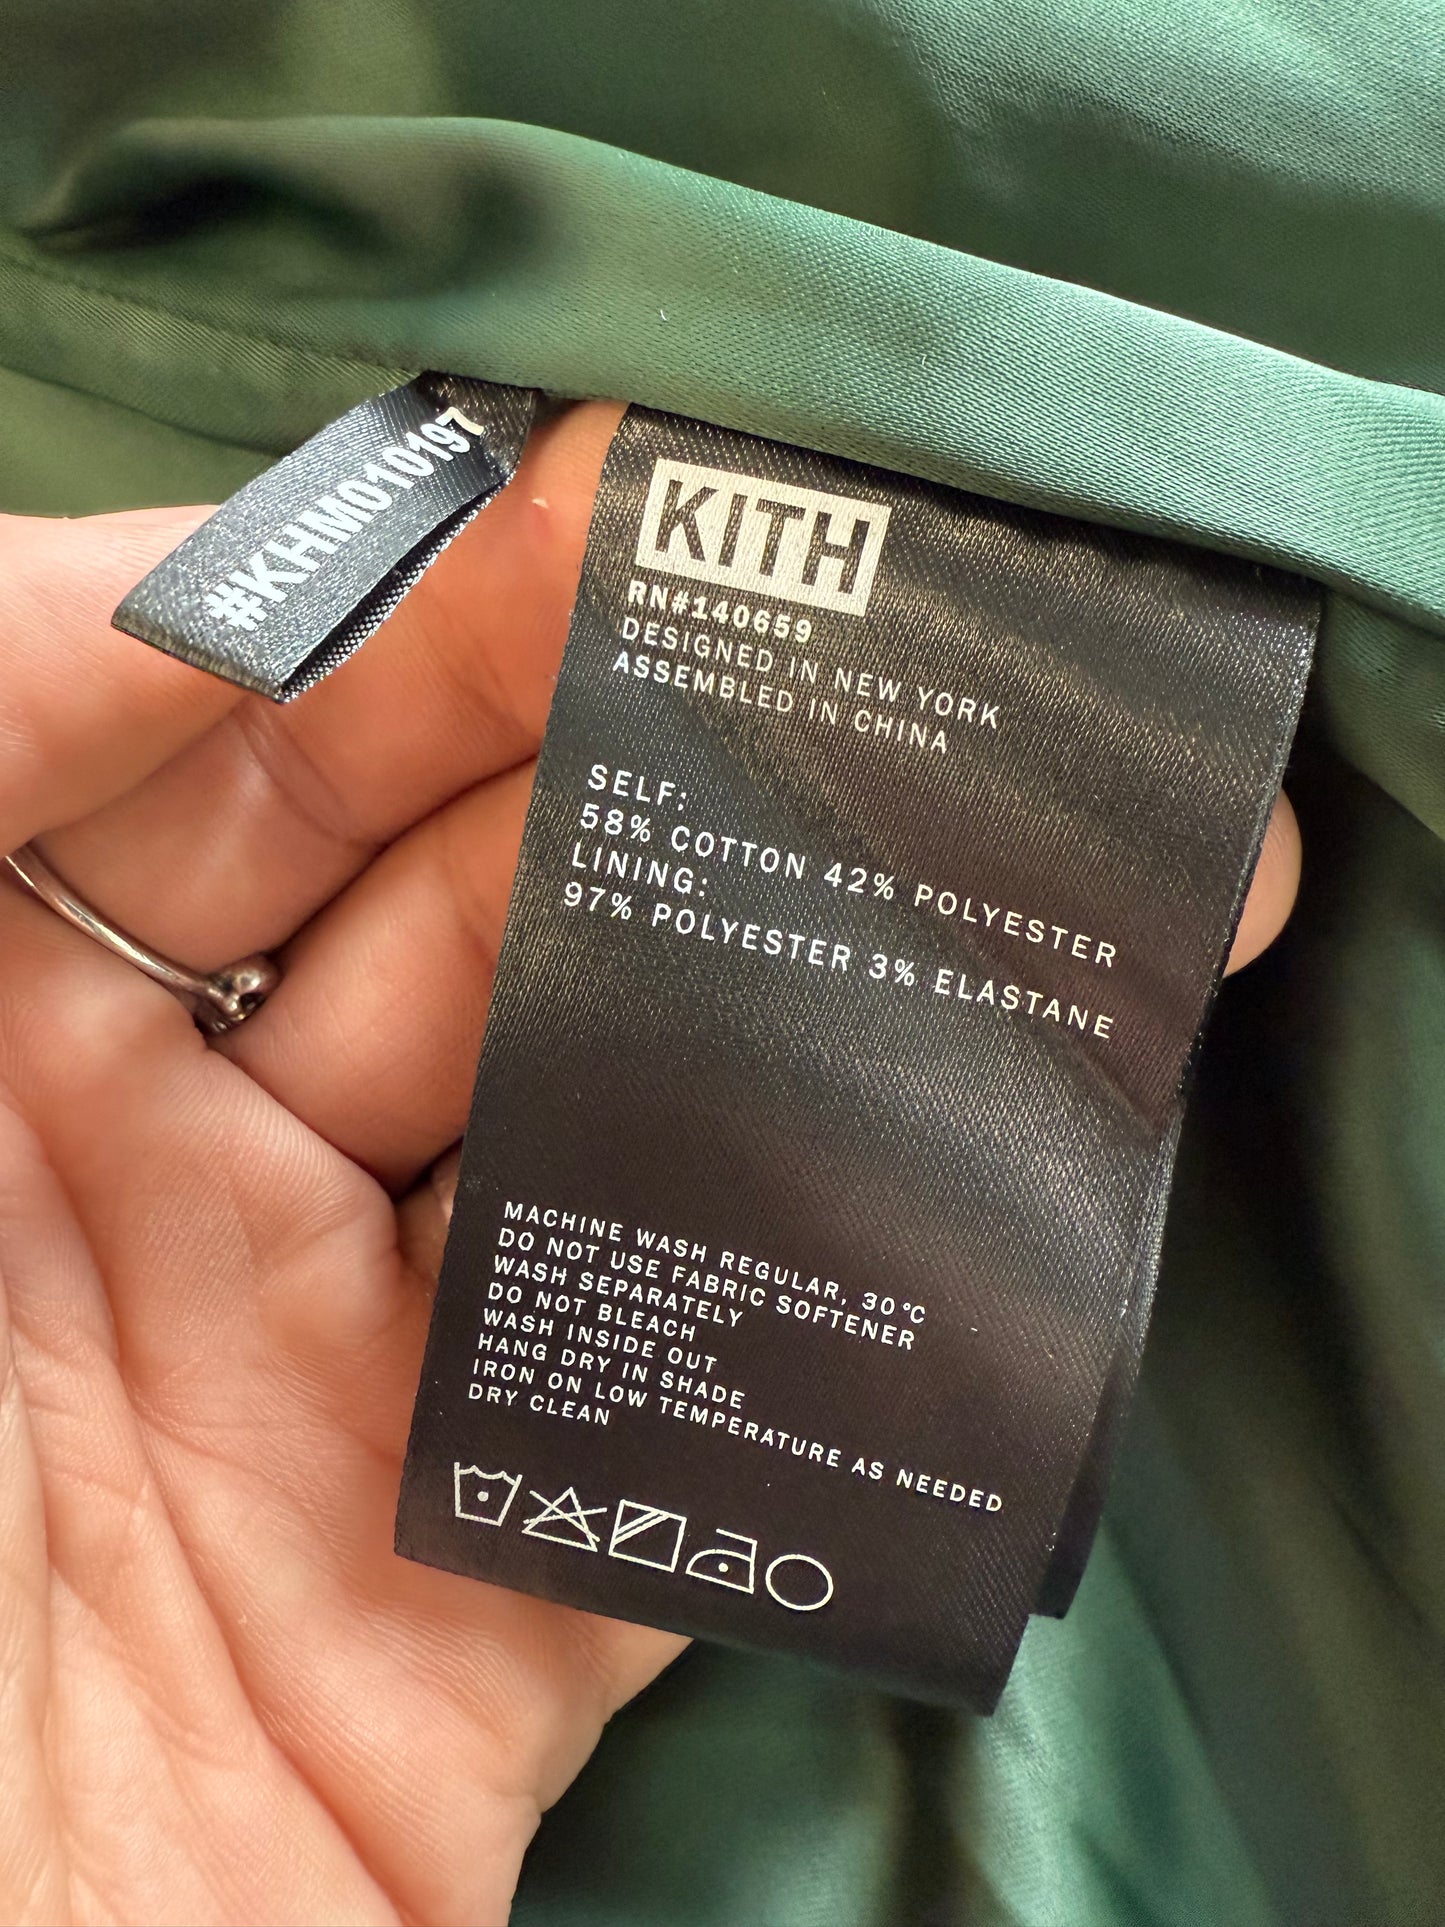 #KHM010197
KITH
RN#140659
DESIGNED IN NEW YORK
ASSEMBLED IN CHINA
SELF:
58% COTTON 42% POLYESTER
LINING:
97% POLYESTER 3% ELASTANE
MACHINE WASH REGULAR, 30°C
DO NOT USE FABRIC SOFTENER
WASH SEPARATELY
DO NOT BLEACH
WASH INSIDE OUT
HANG DRY IN SHADE
IRON ON LOW TEMPERATURE AS NEEDED
DRY CLEAN